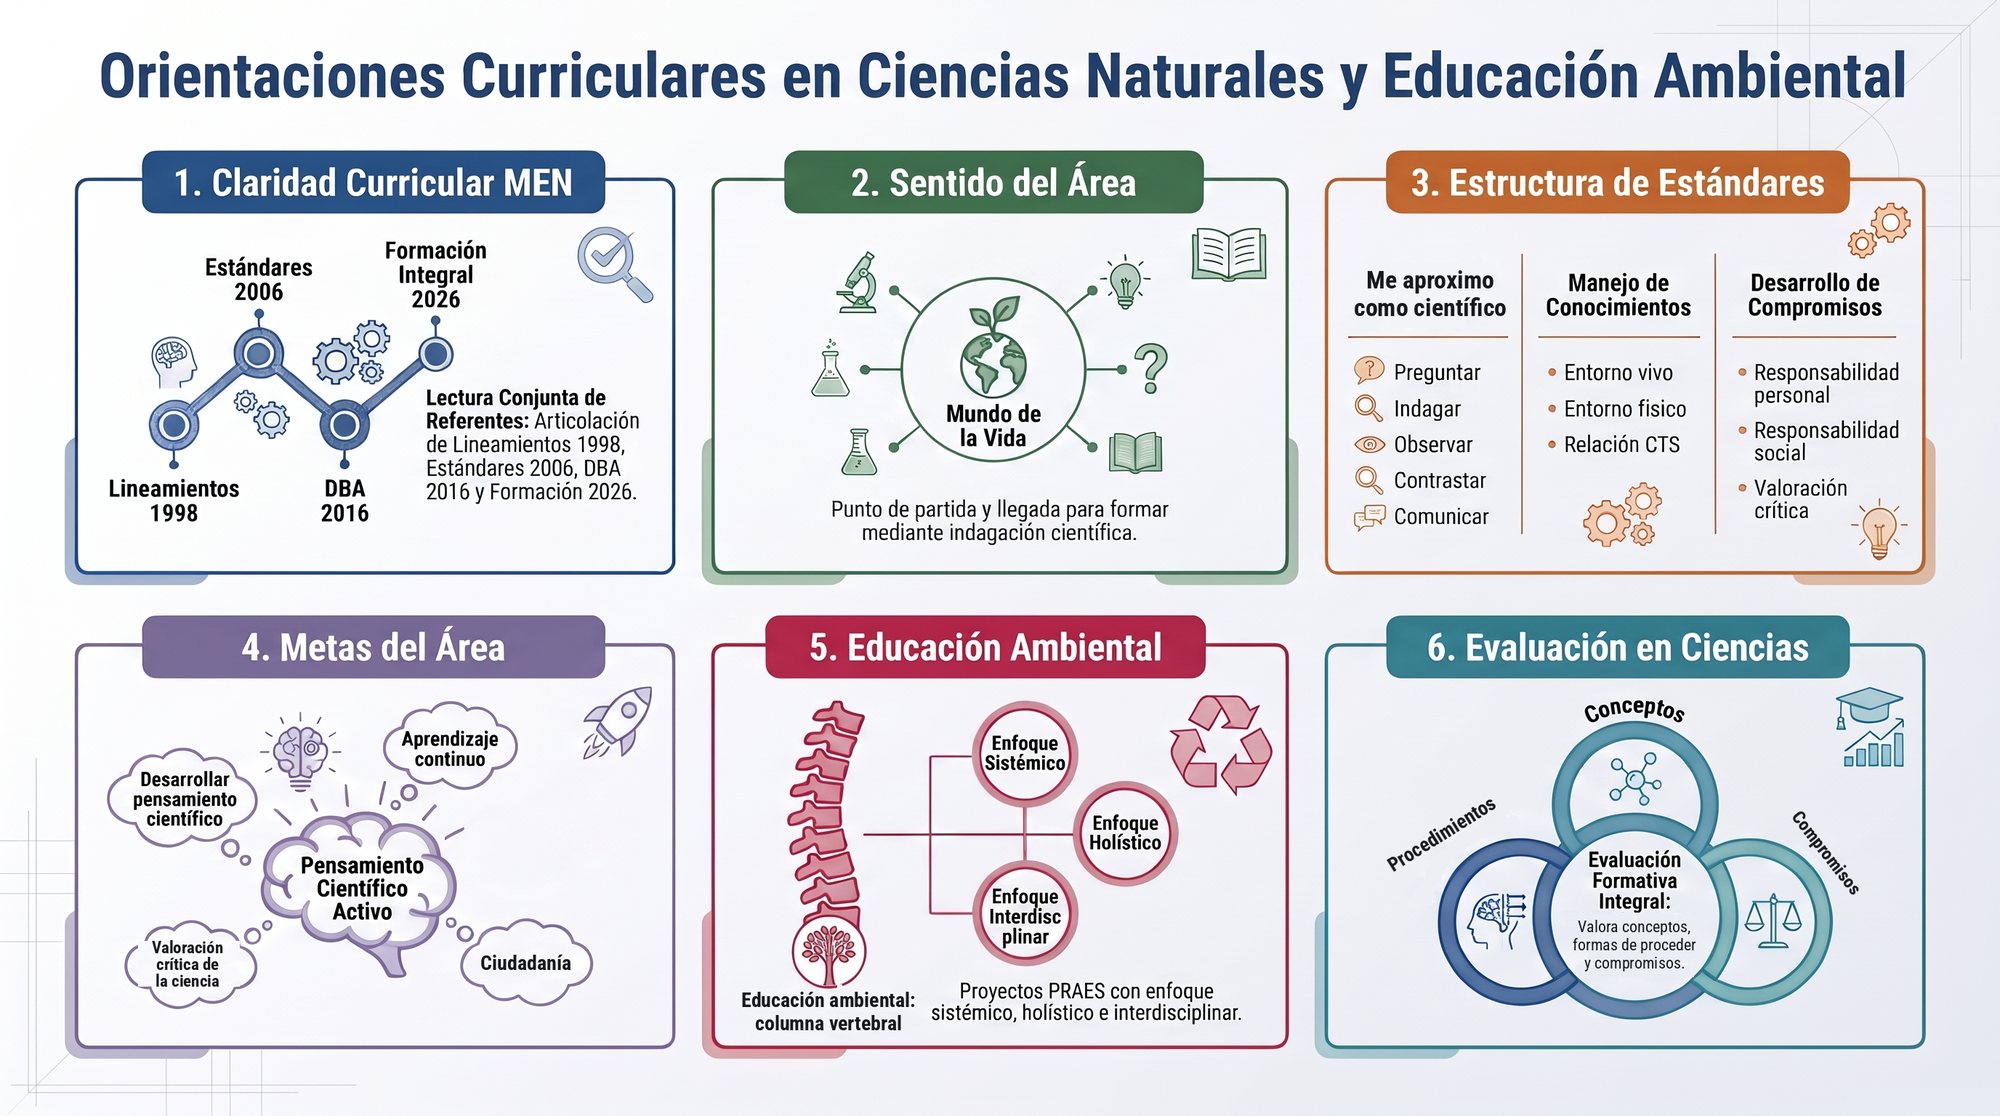 Orientaciones Curriculares en Ciencias Naturales y Educación Ambiental
1. Claridad Curricular MEN
Estándares
2006
Formación
Integral
2026
Lineamientos
1998
DBA
2016
Lectura Conjunta de
Referentes: Articolación
de Lineamientos 1998,
Estándares 2006, DBA
2016 y Formación 2026.
2. Sentido del Área
Mundo de
la Vida
Punto de partida y llegada para formar
mediante indagación científica.
3. Estructura de Estándares
Me aproximo
como científico
Preguntar
Indagar
Observar
Contrastar
Comunicar
Manejo de
Conocimientos
• Entorno vivo
• Entorno fisico
• Relación CTS
Desarrollo de
Compromisos
• Responsabilidad
personal
• Responsabilidad
social
• Valoración
crítica
4. Metas del Área
Desarrollar
pensamiento
científico
Aprendizaje
continuo
Pensamiento
Científico
Activo
Valoración
crítica de
la ciencia
Ciudadanía
5. Educación Ambiental
Enfoque
Sistémico
Enfoque
Holístico
Enfoque
Interdisc
plinar
Educación ambiental:
columna vertebral
Proyectos PRAES con enfoque
sistémico, holístico e interdisciplinar.
6. Evaluación en Ciencias
Conceptos
Procedimientos
Compromisos
Evaluación
Formativa
Integral:
Valora conceptos,
formas de proceder
y compromisos.